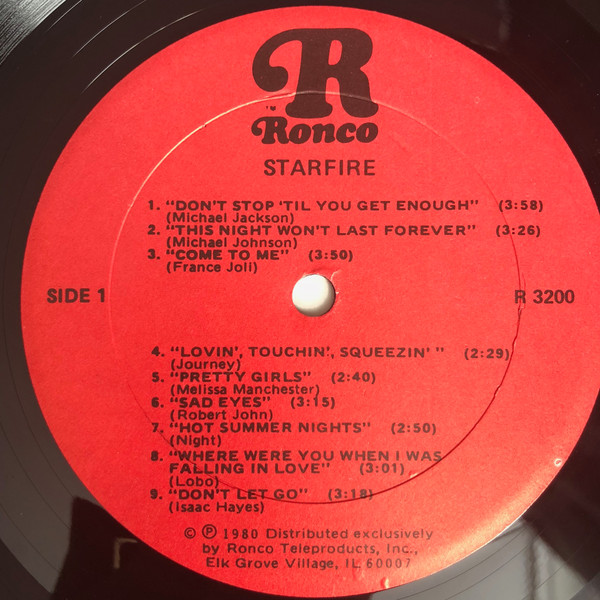 R
Ronco
STARFIRE
1. "DON'T STOP 'TIL YOU GET ENOUGH" (3:58)
(Michael Jackson)
2. "THIS NIGHT WON'T LAST FOREVER" (3:26)
(Michael Johnson)
3. "COME TO ME" (3:50)
(France Joli)
SIDE 1 R 3200
4. "LOVIN', TOUCHIN', SQUEEZIN' " (2:29)
(Journey)
5. "PRETTY GIRLS" (2:40)
(Melissa Manchester)
6. "SAD EYES" (3:15)
(Robert John)
7. "HOT SUMMER NIGHTS" (2:50)
(Night)
8. "WHERE WERE YOU WHEN I WAS
FALLING IN LOVE" (3:01)
(Lobo)
9. "DON'T LET GO" (3:18)
(Isaac Hayes)
© ℗ 1980 Distributed exclusively
by Ronco Teleproducts, Inc.,
Elk Grove Village, IL 60007